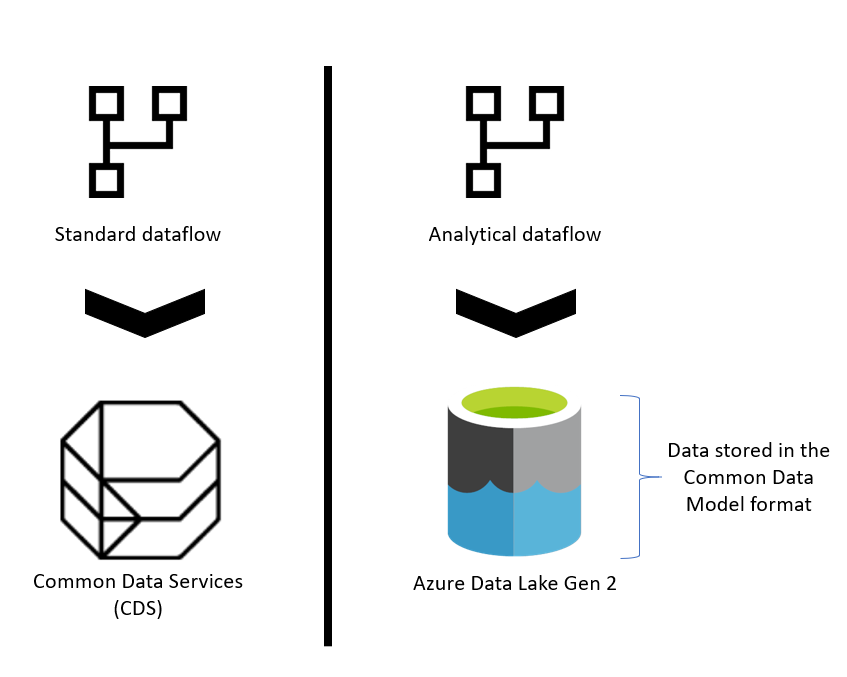 Standard dataflow
Analytical dataflow
Common Data Services
(CDS)
Azure Data Lake Gen 2
Data stored in the
Common Data
Model format